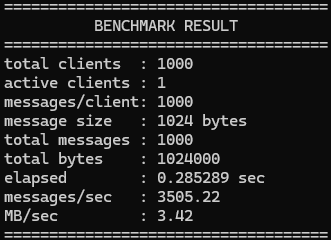 ====================================
BENCHMARK RESULT
====================================
total clients  : 1000
active clients : 1
messages/client: 1000
message size   : 1024 bytes
total messages : 1000
total bytes    : 1024000
elapsed        : 0.285289 sec
messages/sec   : 3505.22
MB/sec         : 3.42
====================================